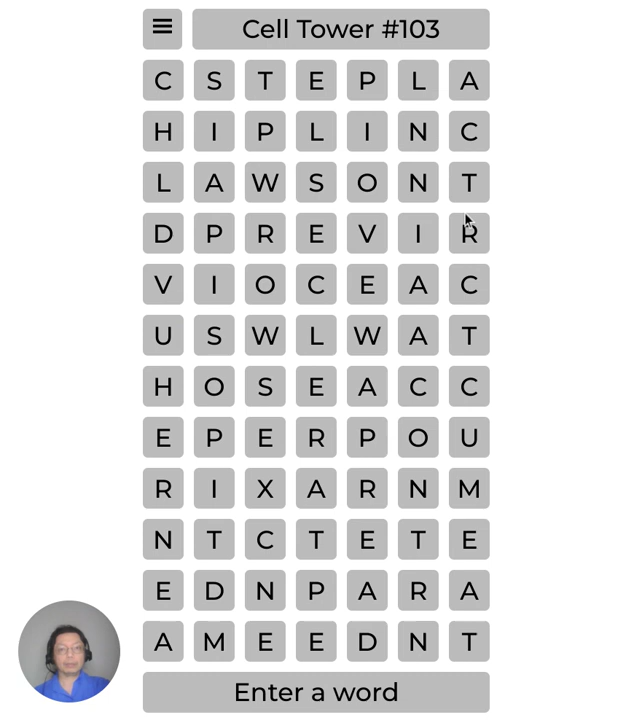 Cell Tower #103
C S T E P L A
H I P L I N C
L A W S O N T
D P R E V I R
V I O C E A C
U S W L W A T
H O S E A C C
E P E R P O U
R I X A R N M
N T C T E T E
E D N P A R A
A M E E D N T
Enter a word